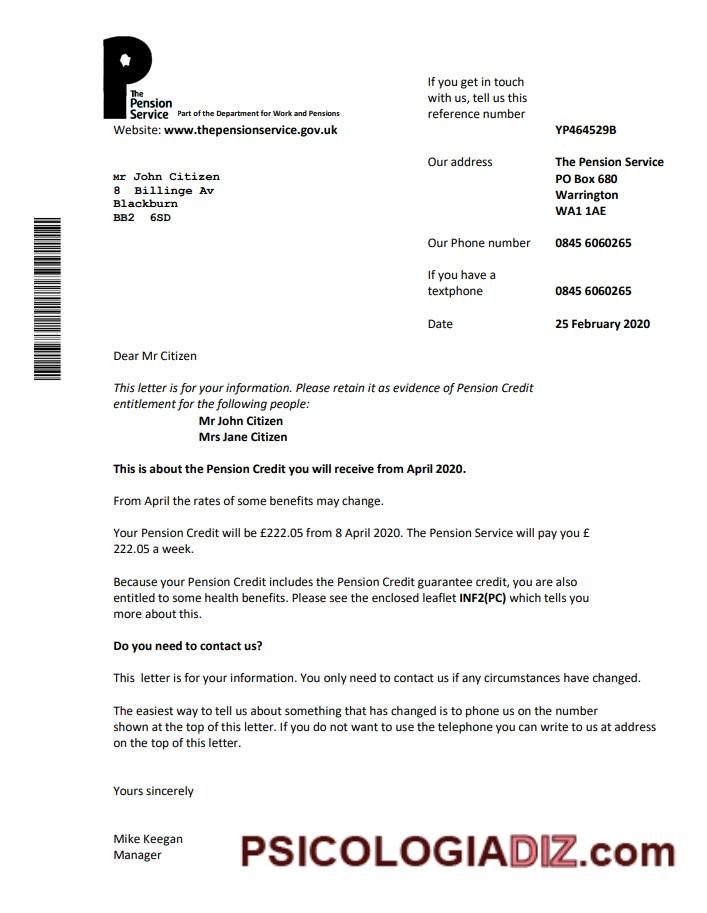 The
Pension
Service Part of the Department for Work and Pensions
Website: www.thepensionservice.gov.uk
If you get in touch
with us, tell us this
reference number
YP464529B
Our address The Pension Service
PO Box 680
Warrington
WA1 1AE
Our Phone number 0845 6060265
If you have a
textphone 0845 6060265
Date 25 February 2020
Mr John Citizen
8 Billinge Av
Blackburn
BB2 6SD
Dear Mr Citizen
This letter is for your information. Please retain it as evidence of Pension Credit
entitlement for the following people:
Mr John Citizen
Mrs Jane Citizen
This is about the Pension Credit you will receive from April 2020.
From April the rates of some benefits may change.
Your Pension Credit will be £222.05 from 8 April 2020. The Pension Service will pay you £
222.05 a week.
Because your Pension Credit includes the Pension Credit guarantee credit, you are also
entitled to some health benefits. Please see the enclosed leaflet INF2(PC) which tells you
more about this.
Do you need to contact us?
This letter is for your information. You only need to contact us if any circumstances have changed.
The easiest way to tell us about something that has changed is to phone us on the number
shown at the top of this letter. If you do not want to use the telephone you can write to us at address
on the top of this letter.
Yours sincerely
Mike Keegan
Manager
PSICOLOGIADIZ.com